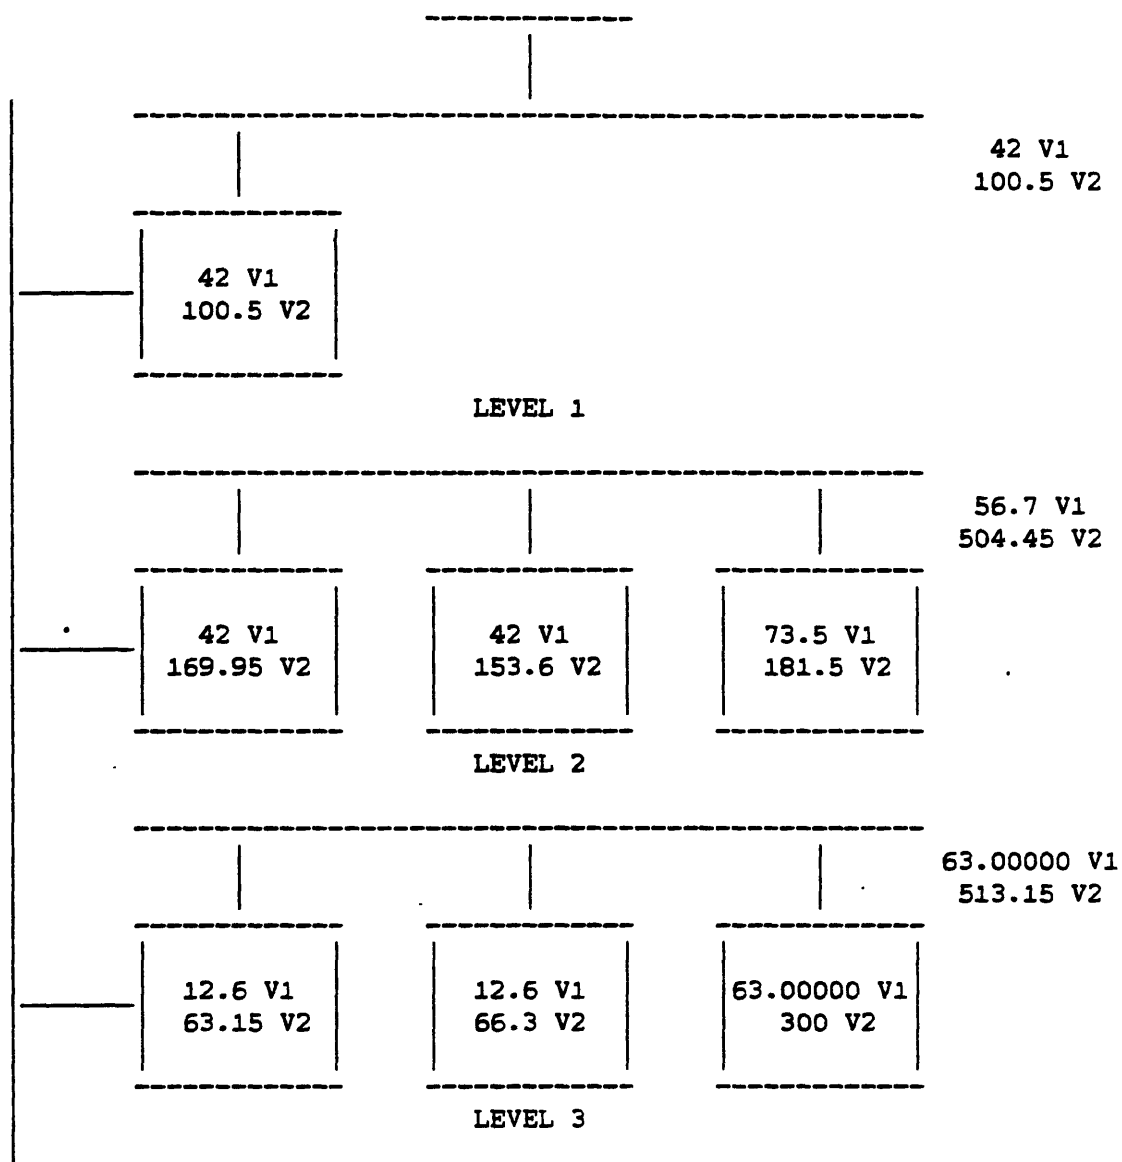 42 V1
100.5 V2
42 V1
100.5 V2
LEVEL 1
56.7 V1
504.45 V2
42 V1
169.95 V2
42 V1
153.6 V2
73.5 V1
181.5 V2
LEVEL 2
63.00000 V1
513.15 V2
12.6 V1
63.15 V2
12.6 V1
66.3 V2
63.00000 V1
300 V2
LEVEL 3